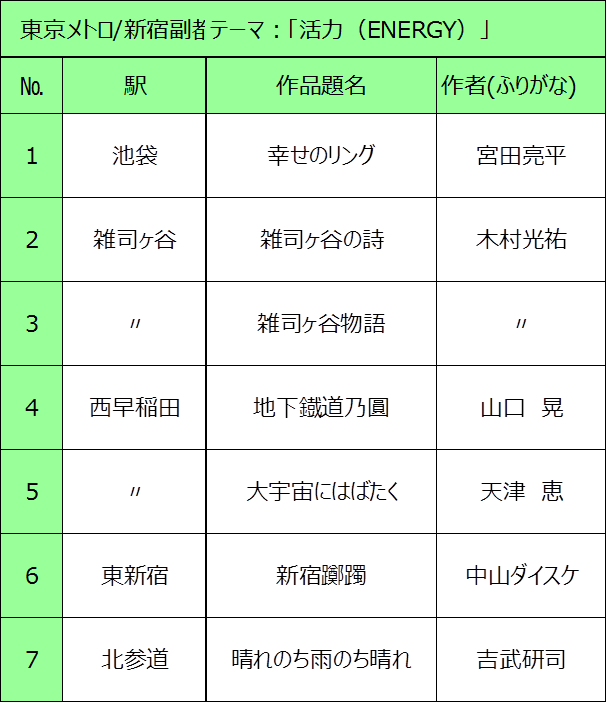 東京メトロ/新宿副者テーマ：「活力（ENERGY）」
№ 駅 作品題名 作者(ふりがな)
1 池袋 幸せのリング 宮田亮平
2 雑司ヶ谷 雑司ヶ谷の詩 木村光祐
3 〃 雑司ヶ谷物語 〃
4 西早稲田 地下鐵道乃圓 山口　晃
5 〃 大宇宙にはばたく 天津　恵
6 東新宿 新宿躑躅 中山ダイスケ
7 北参道 晴れのち雨のち晴れ 吉武研司